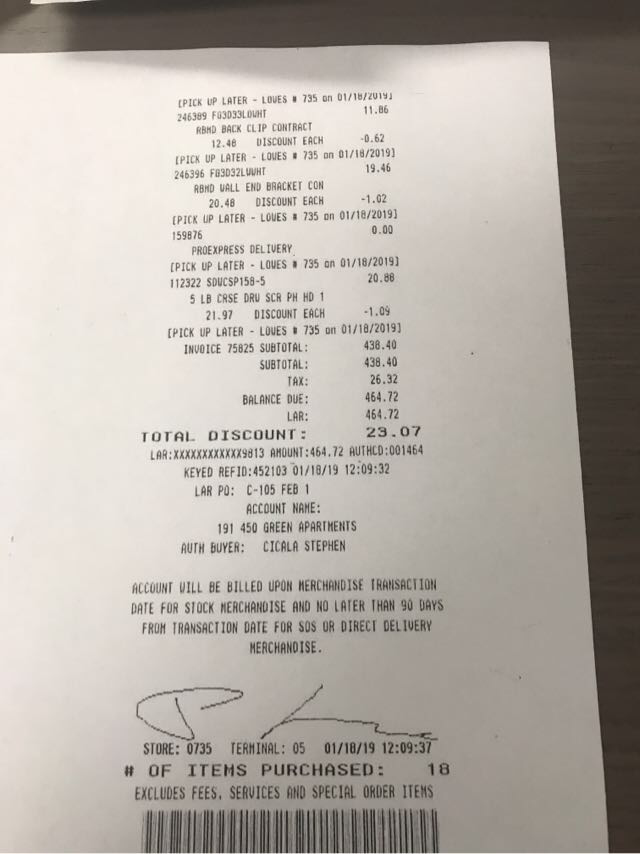 [PICK UP LATER - LOWES # 735 on 01/18/2019]
246389 FG3D33LOWHT 11.86
RBMD BACK CLIP CONTRACT
12.48 DISCOUNT EACH -0.62
[PICK UP LATER - LOWES # 735 on 01/18/2019]
246396 FG3D32LWWHT 19.46
RBMD WALL END BRACKET CON
20.48 DISCOUNT EACH -1.02
[PICK UP LATER - LOWES # 735 on 01/18/2019]
159876 0.00
PROEXPRESS DELIVERY
[PICK UP LATER - LOWES # 735 on 01/18/2019]
112322 SDWCSP158-5 20.88
5 LB CRSE DRW SCR PH HD 1
21.97 DISCOUNT EACH -1.09
[PICK UP LATER - LOWES # 735 on 01/18/2019]
INVOICE 75825 SUBTOTAL: 438.40
SUBTOTAL: 438.40
TAX: 26.32
BALANCE DUE: 464.72
LAR: 464.72
TOTAL DISCOUNT: 23.07
LAR:XXXXXXXXXXXX9813 AMOUNT:464.72 AUTHCD:001464
KEYED REFID:452103 01/18/19 12:09:32
LAR PO: C-105 FEB 1
ACCOUNT NAME:
191 450 GREEN APARTMENTS
AUTH BUYER: CICALA STEPHEN
ACCOUNT WILL BE BILLED UPON MERCHANDISE TRANSACTION
DATE FOR STOCK MERCHANDISE AND NO LATER THAN 90 DAYS
FROM TRANSACTION DATE FOR SOS OR DIRECT DELIVERY
MERCHANDISE.
STORE: 0735 TERMINAL: 05 01/18/19 12:09:37
# OF ITEMS PURCHASED: 18
EXCLUDES FEES, SERVICES AND SPECIAL ORDER ITEMS